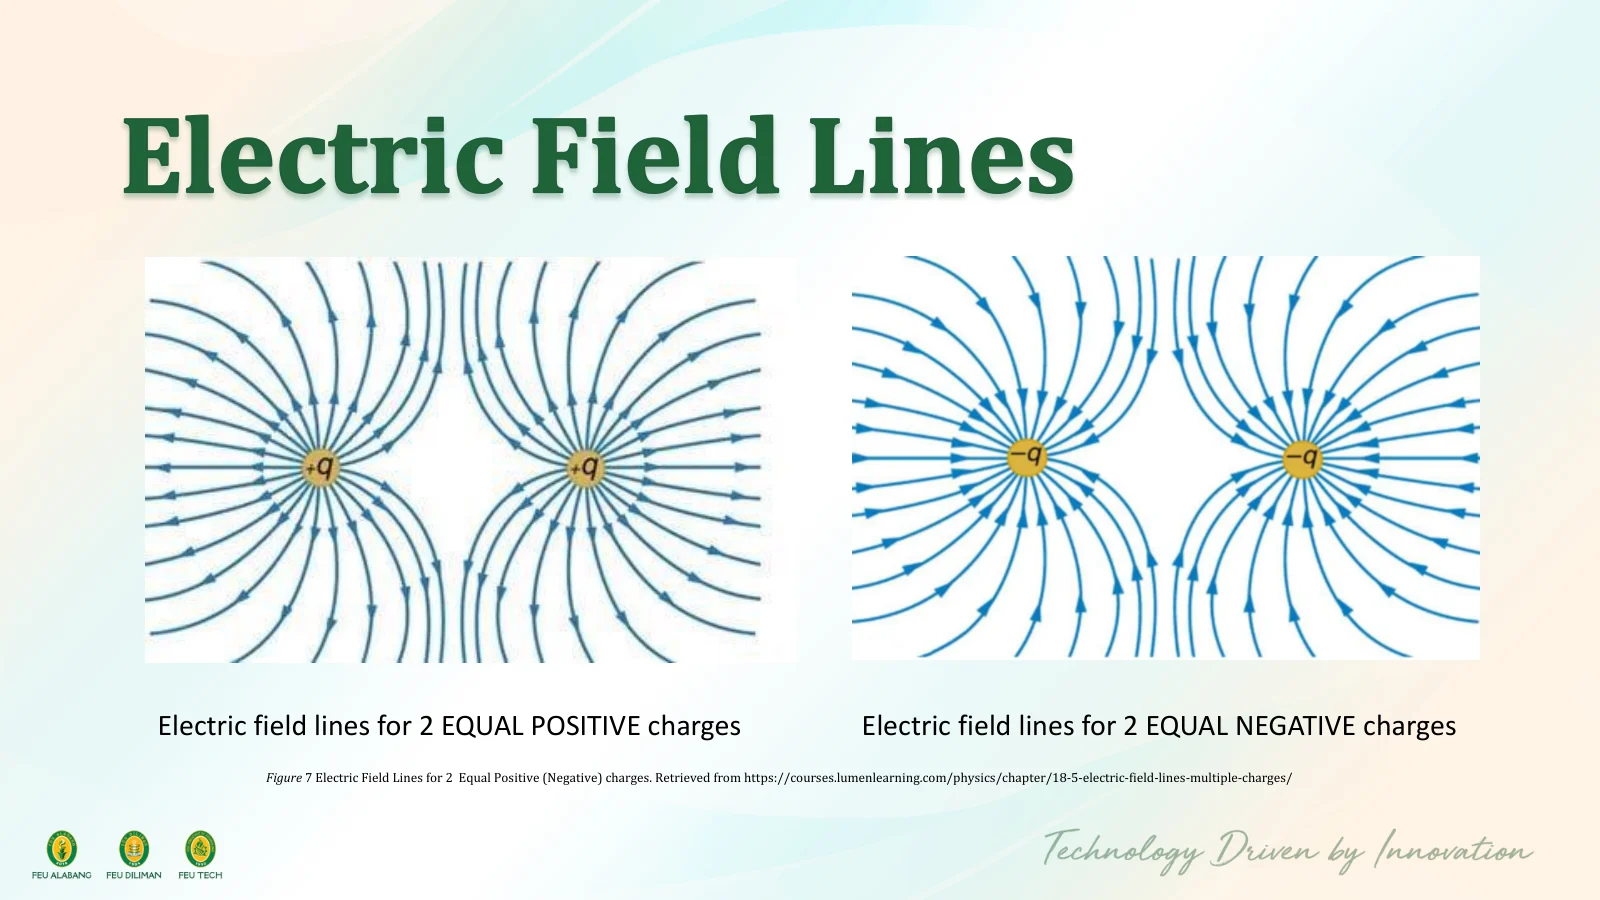 Electric Field Lines
+q
+q
−q
−q
Electric field lines for 2 EQUAL POSITIVE charges
Electric field lines for 2 EQUAL NEGATIVE charges
Figure 7 Electric Field Lines for 2 Equal Positive (Negative) charges. Retrieved from https://courses.lumenlearning.com/physics/chapter/18-5-electric-field-lines-multiple-charges/
FEU ALABANG
FEU DILIMAN
FEU TECH
Technology Driven by Innovation